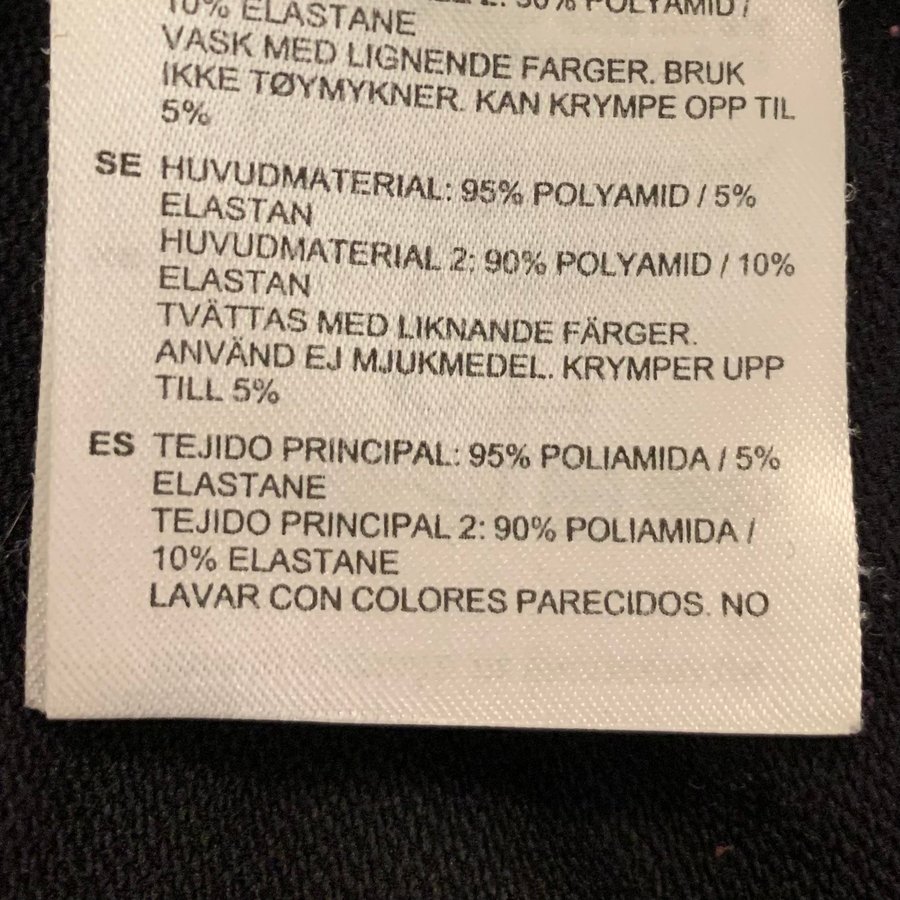 10% ELASTANE
VASK MED LIGNENDE FARGER. BRUK
IKKE TØYMYKNER. KAN KRYMPE OPP TIL
5%
SE HUVUDMATERIAL: 95% POLYAMID / 5%
ELASTAN
HUVUDMATERIAL 2: 90% POLYAMID / 10%
ELASTAN
TVÄTTAS MED LIKNANDE FÄRGER.
ANVÄND EJ MJUKMEDEL. KRYMPER UPP
TILL 5%
ES TEJIDO PRINCIPAL: 95% POLIAMIDA / 5%
ELASTANE
TEJIDO PRINCIPAL 2: 90% POLIAMIDA /
10% ELASTANE
LAVAR CON COLORES PARECIDOS. NO